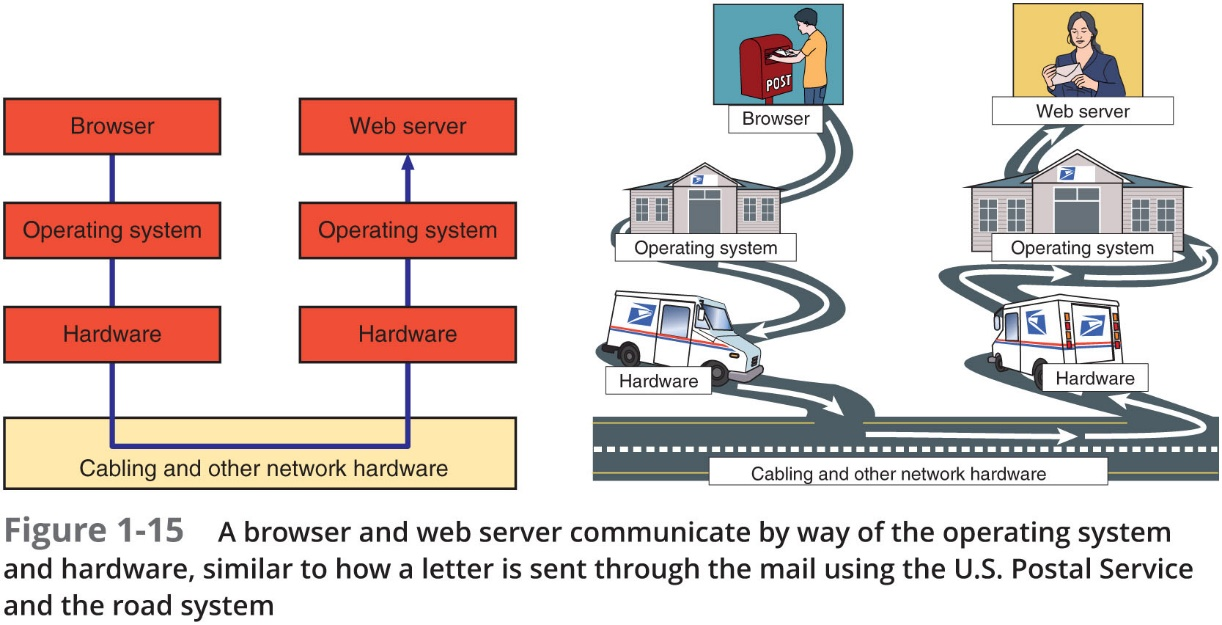 Browser
Web server
Operating system
Operating system
Hardware
Hardware
Cabling and other network hardware
POST
Browser
Web server
Operating system
Operating system
Hardware
Hardware
Cabling and other network hardware
Figure 1-15 A browser and web server communicate by way of the operating system
and hardware, similar to how a letter is sent through the mail using the U.S. Postal Service
and the road system